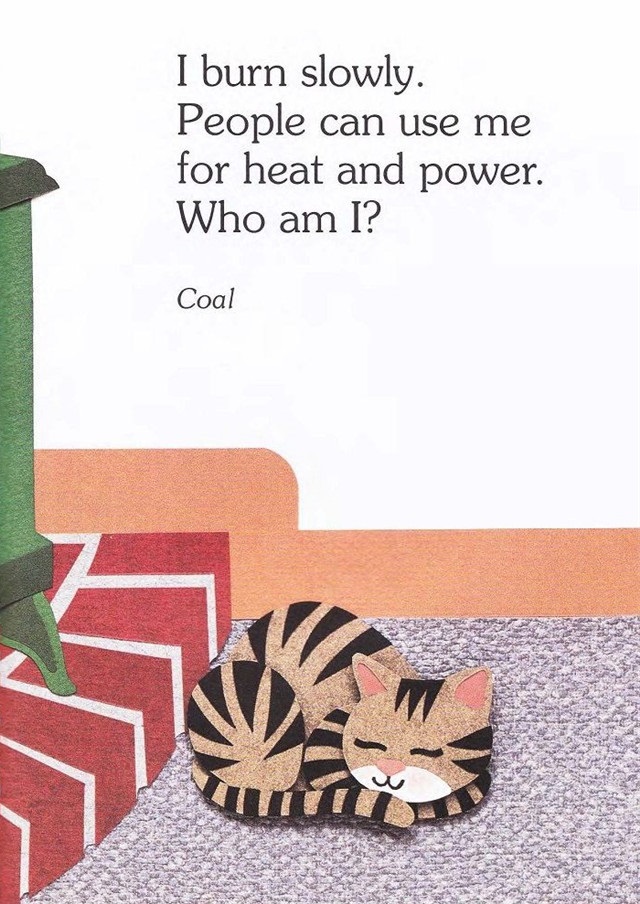 I burn slowly.
People can use me
for heat and power.
Who am I?
Coal